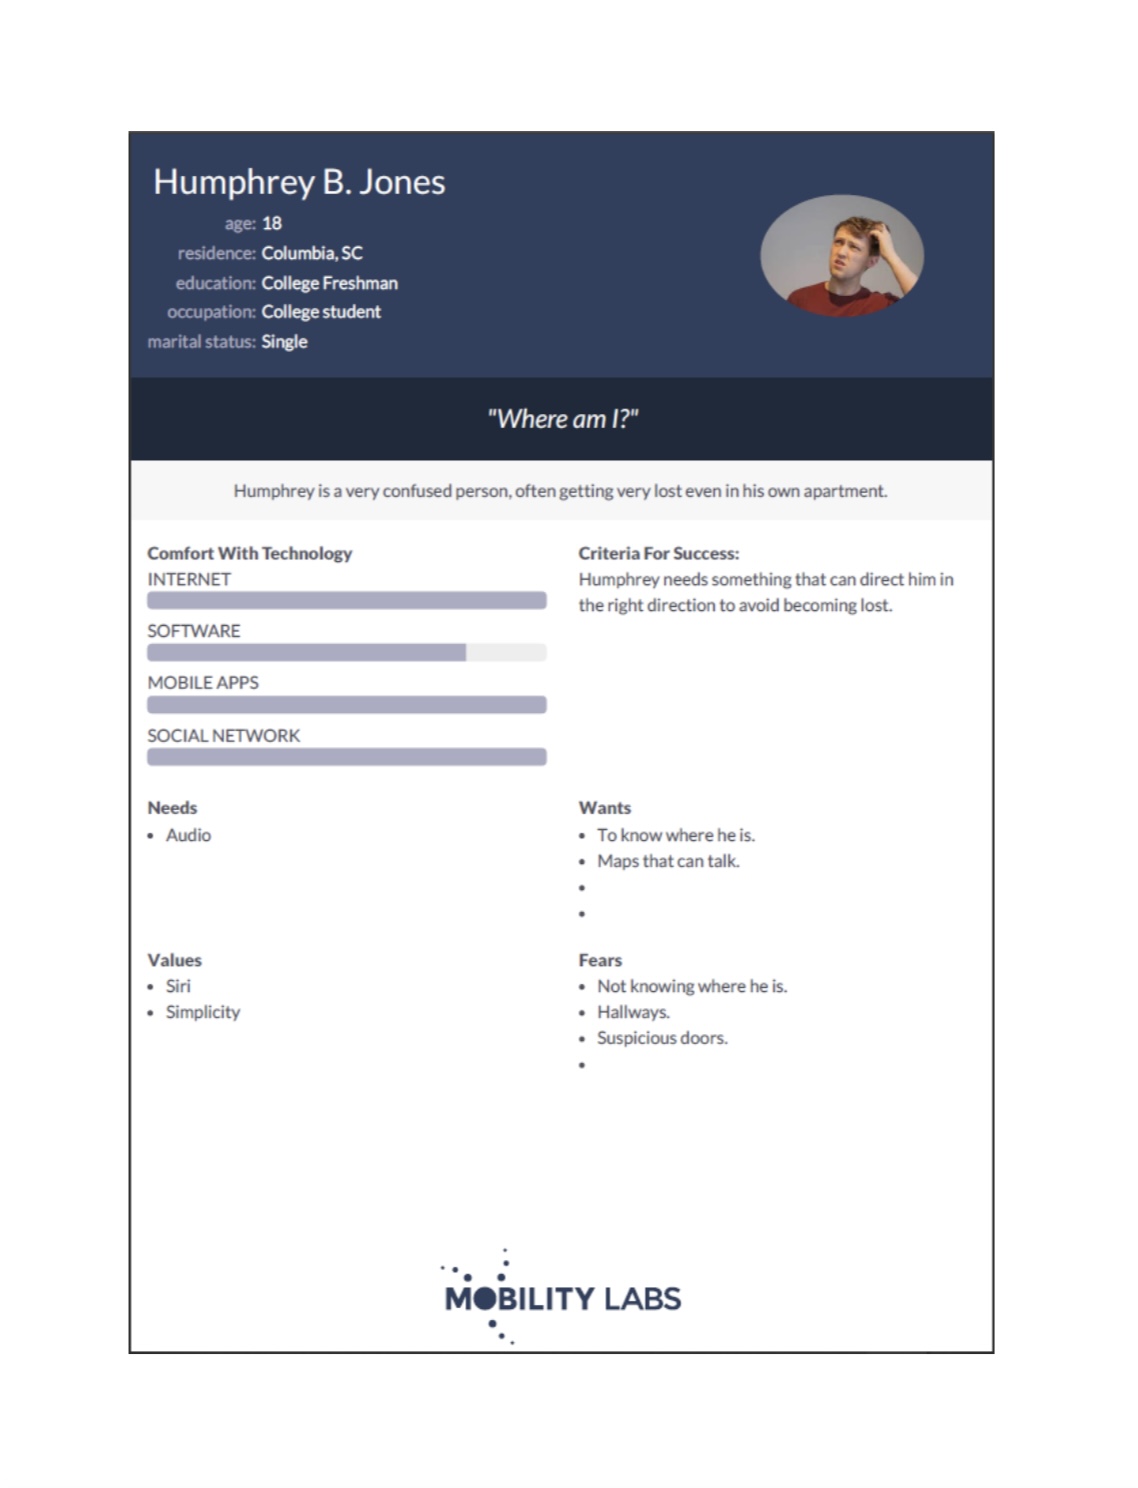 Humphrey B. Jones
age: 18
residence: Columbia, SC
education: College Freshman
occupation: College student
marital status: Single
"Where am I?"
Humphrey is a very confused person, often getting very lost even in his own apartment.
Comfort With Technology
INTERNET
SOFTWARE
MOBILE APPS
SOCIAL NETWORK
Criteria For Success:
Humphrey needs something that can direct him in
the right direction to avoid becoming lost.
Needs
• Audio
Wants
• To know where he is.
• Maps that can talk.
•
•
Values
• Siri
• Simplicity
Fears
• Not knowing where he is.
• Hallways.
• Suspicious doors.
•
MOBILITY LABS